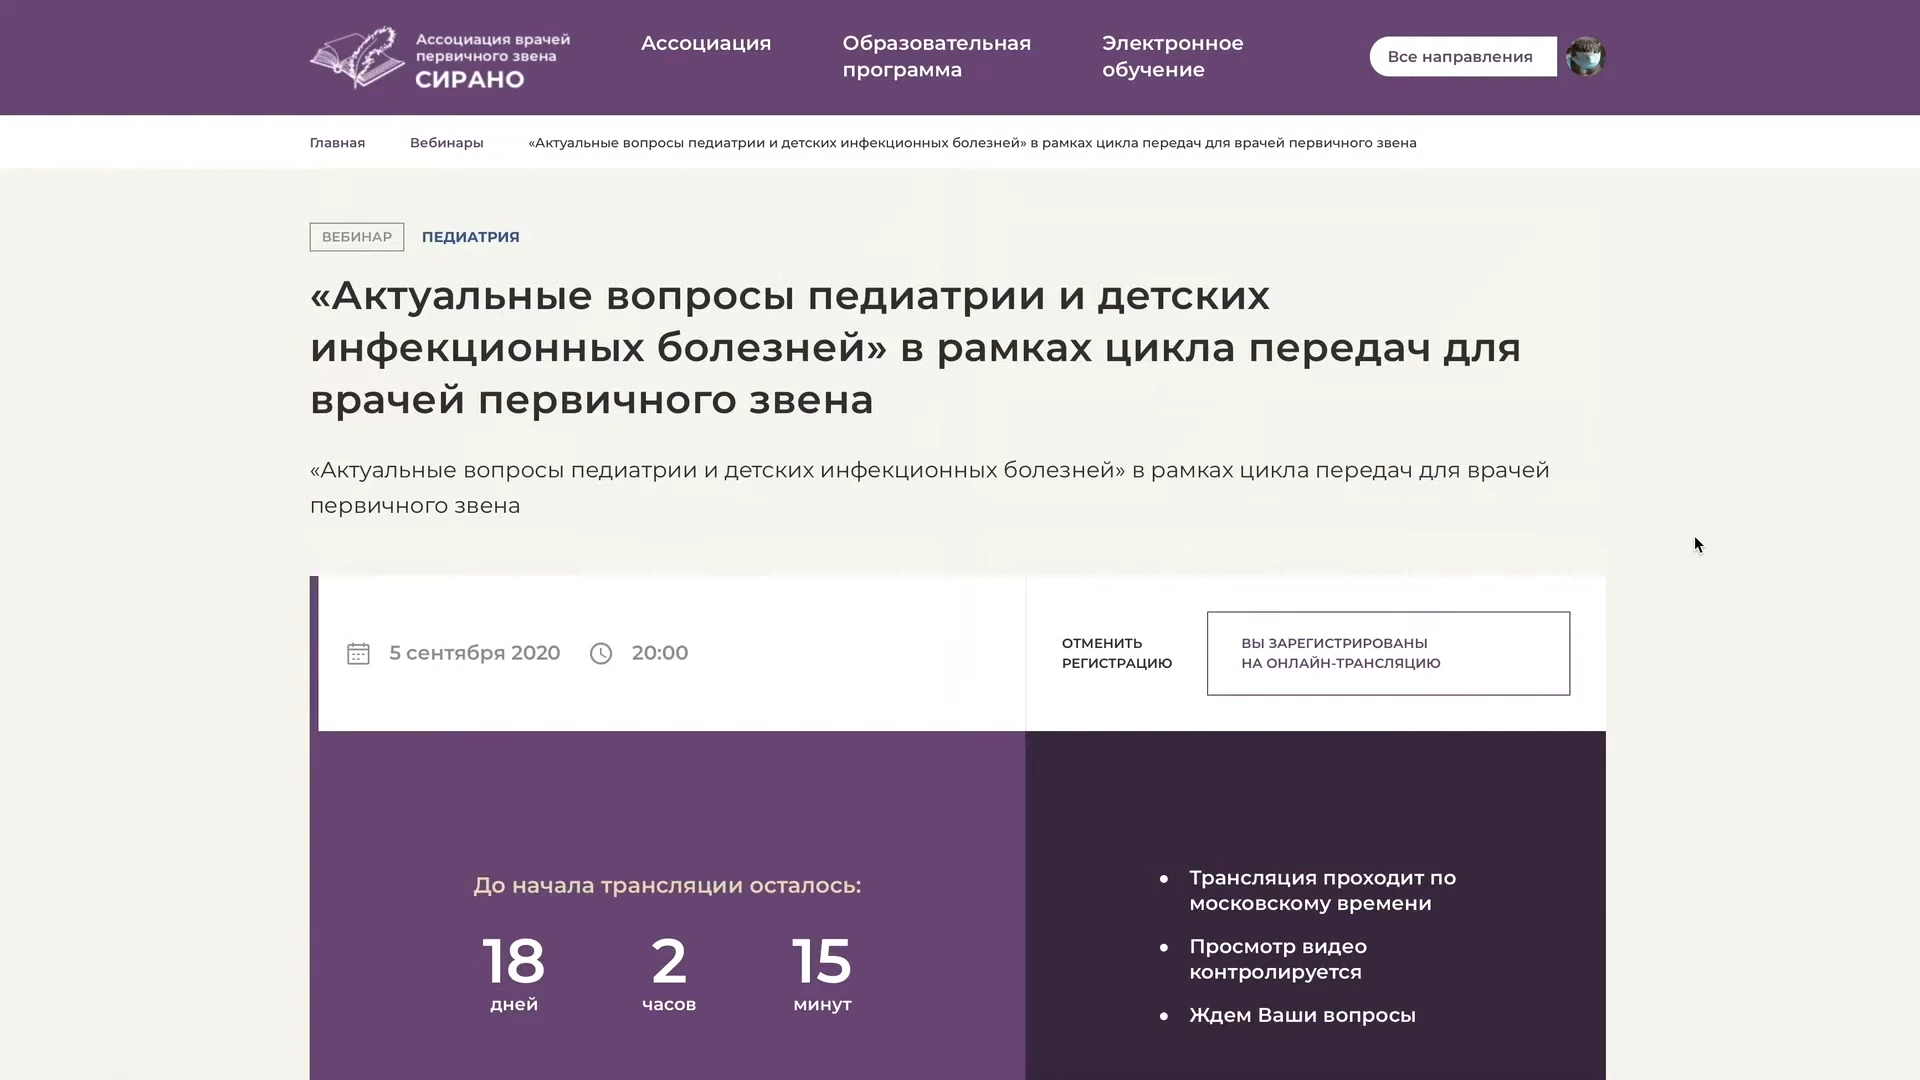 Ассоциация врачей
первичного звена
СИРАНО
Ассоциация
Образовательная
программа
Электронное
обучение
Все направления
Главная
Вебинары
«Актуальные вопросы педиатрии и детских инфекционных болезней» в рамках цикла передач для врачей первичного звена
ВЕБИНАР
ПЕДИАТРИЯ
«Актуальные вопросы педиатрии и детских
инфекционных болезней» в рамках цикла передач для
врачей первичного звена
«Актуальные вопросы педиатрии и детских инфекционных болезней» в рамках цикла передач для врачей
первичного звена
5 сентября 2020
20:00
ОТМЕНИТЬ
РЕГИСТРАЦИЮ
ВЫ ЗАРЕГИСТРИРОВАНЫ
НА ОНЛАЙН-ТРАНСЛЯЦИЮ
До начала трансляции осталось:
18
2
15
дней
часов
минут
• Трансляция проходит по
московскому времени
• Просмотр видео
контролируется
• Ждем Ваши вопросы